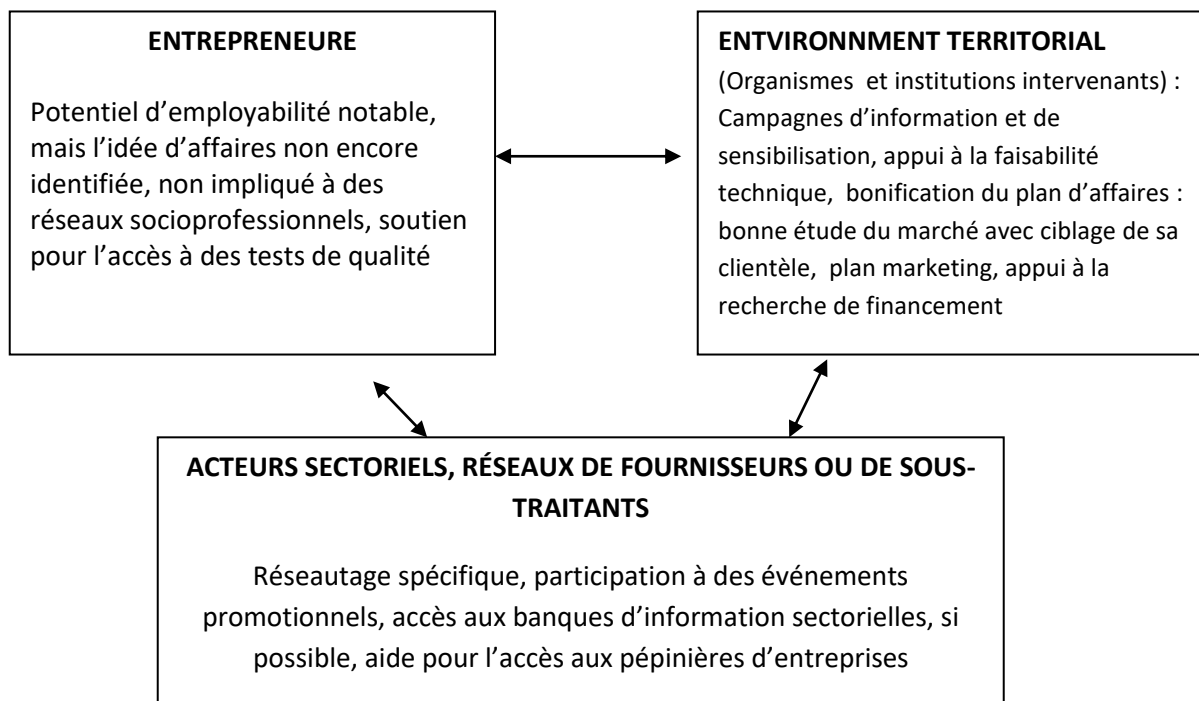 ENTREPRENEURE
Potentiel d’employabilité notable,
mais l’idée d’affaires non encore
identifiée, non impliqué à des
réseaux socioprofessionnels, soutien
pour l’accès à des tests de qualité
ENTVIRONNMENT TERRITORIAL
(Organismes et institutions intervenants) :
Campagnes d’information et de
sensibilisation, appui à la faisabilité
technique, bonification du plan d’affaires :
bonne étude du marché avec ciblage de sa
clientèle, plan marketing, appui à la
recherche de financement
ACTEURS SECTORIELS, RÉSEAUX DE FOURNISSEURS OU DE SOUS-
TRAITANTS
Réseautage spécifique, participation à des événements
promotionnels, accès aux banques d’information sectorielles, si
possible, aide pour l’accès aux pépinières d’entreprises